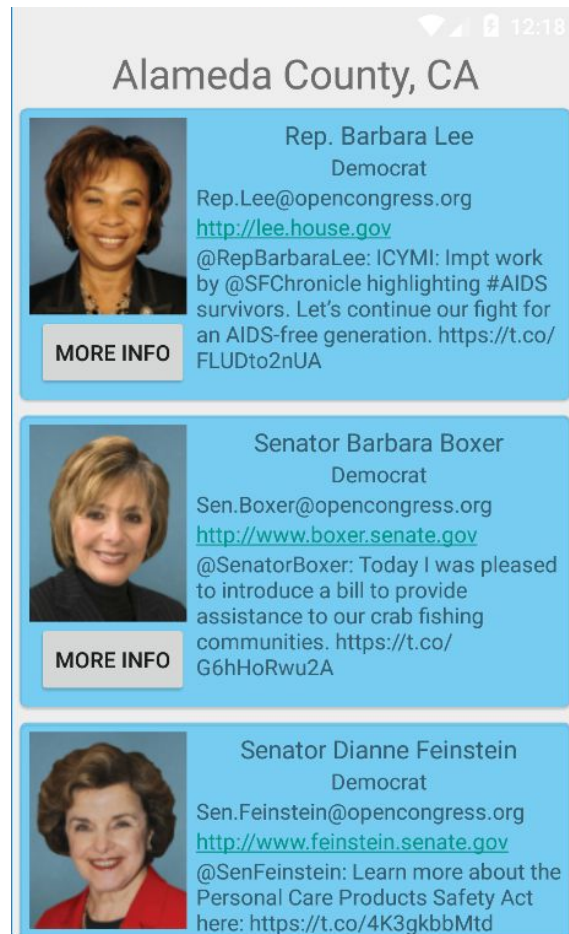 12:18
Alameda County, CA
Rep. Barbara Lee
Democrat
Rep.Lee@opencongress.org
http://lee.house.gov
@RepBarbaraLee: ICYMI: Impt work
by @SFChronicle highlighting #AIDS
survivors. Let’s continue our fight for
an AIDS-free generation. https://t.co/
FLUDto2nUA
MORE INFO
Senator Barbara Boxer
Democrat
Sen.Boxer@opencongress.org
http://www.boxer.senate.gov
@SenatorBoxer: Today I was pleased
to introduce a bill to provide
assistance to our crab fishing
communities. https://t.co/
G6hHoRwu2A
MORE INFO
Senator Dianne Feinstein
Democrat
Sen.Feinstein@opencongress.org
http://www.feinstein.senate.gov
@SenFeinstein: Learn more about the
Personal Care Products Safety Act
here: https://t.co/4K3gkbbMtd